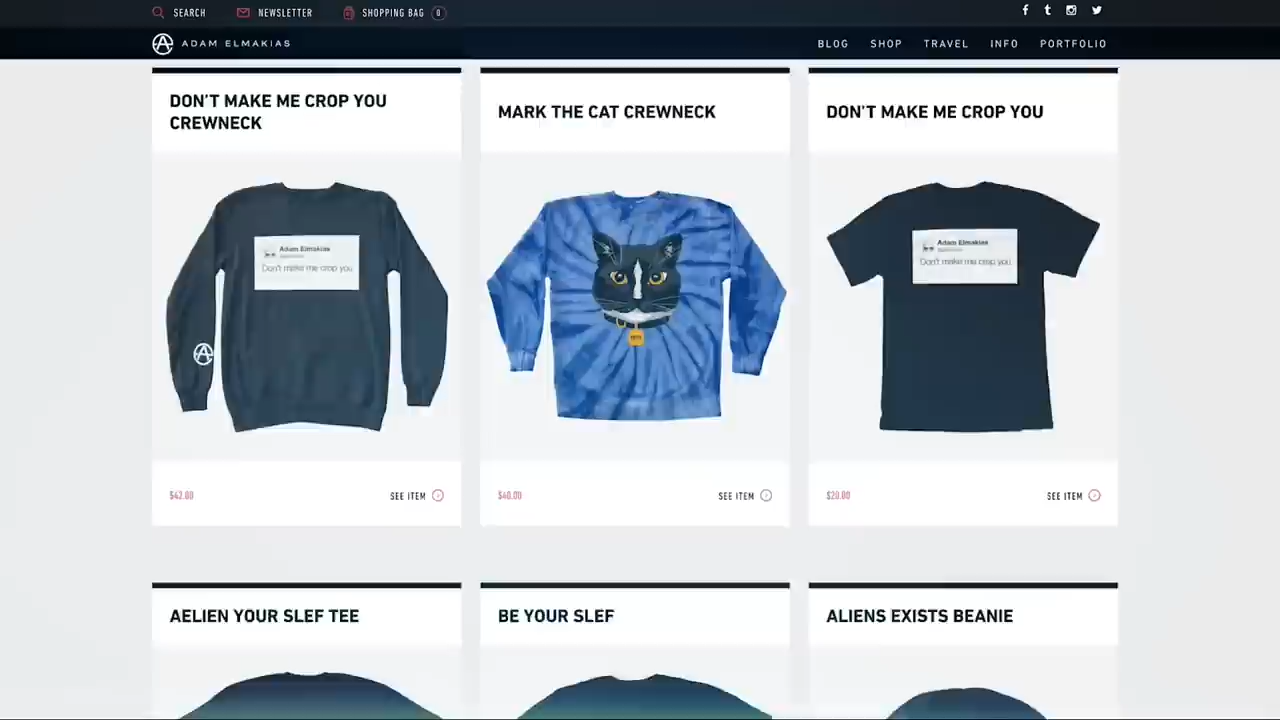 SEARCH
NEWSLETTER
SHOPPING BAG 0
ADAM ELMAKIAS
BLOG SHOP TRAVEL INFO PORTFOLIO
DON'T MAKE ME CROP YOU
CREWNECK
MARK THE CAT CREWNECK
DON'T MAKE ME CROP YOU
Adam Elmakias
Don't make me crop you
Adam Elmakias
Don't make me crop you
$42.00
SEE ITEM
$40.00
SEE ITEM
$20.00
SEE ITEM
AELIEN YOUR SLEF TEE
BE YOUR SLEF
ALIENS EXISTS BEANIE